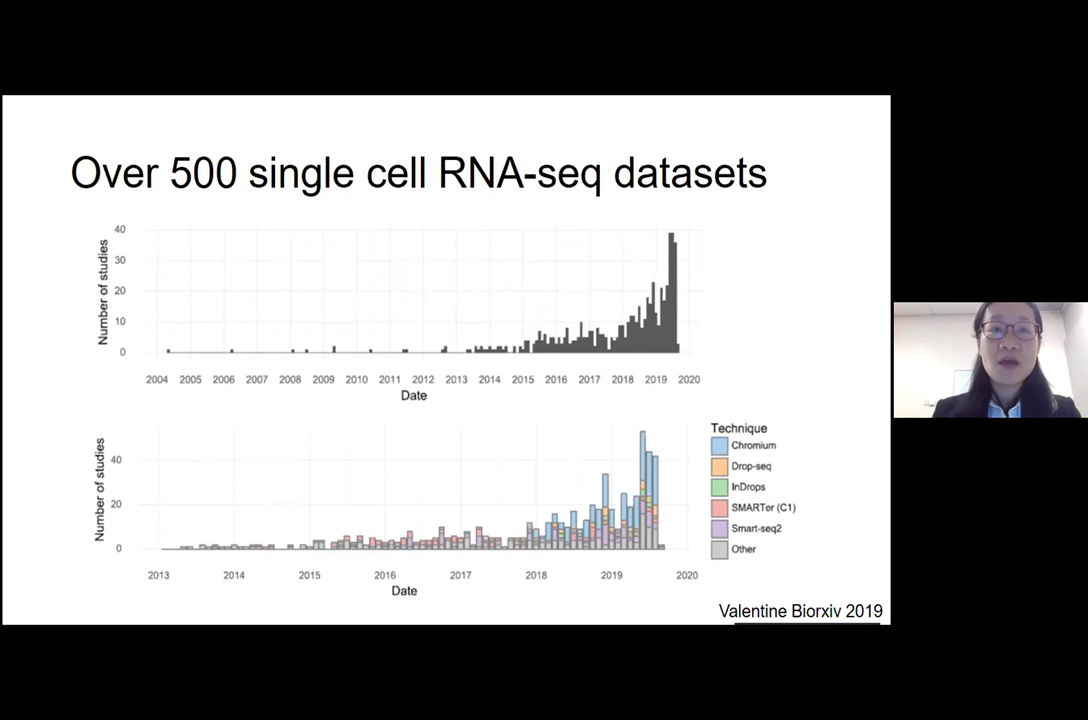 Over 500 single cell RNA-seq datasets
Number of studies
40
30
20
10
0
2004 2005 2006 2007 2008 2009 2010 2011 2012 2013 2014 2015 2016 2017 2018 2019 2020
Date
Number of studies
40
20
0
2013 2014 2015 2016 2017 2018 2019 2020
Date
Technique
Chromium
Drop-seq
InDrops
SMARTer (C1)
Smart-seq2
Other
Valentine Biorxiv 2019